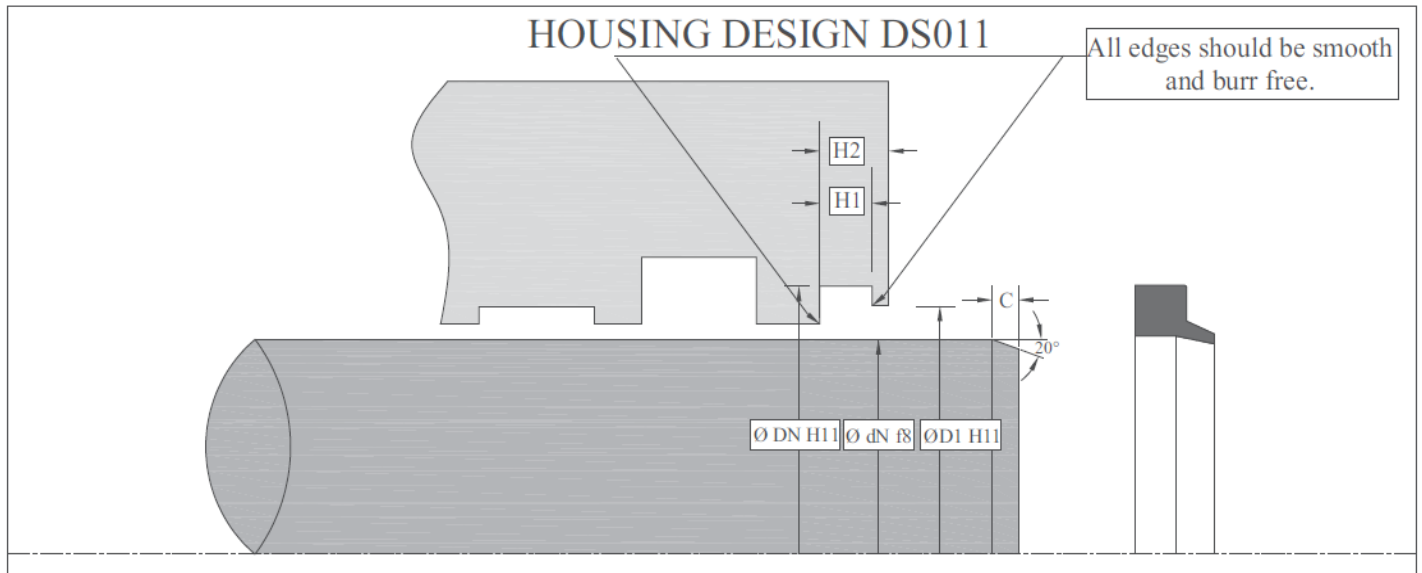 HOUSING DESIGN DS011
All edges should be smooth
and burr free.
H2
H1
C
20°
Ø DN H11
Ø dN f8
ØD1 H11